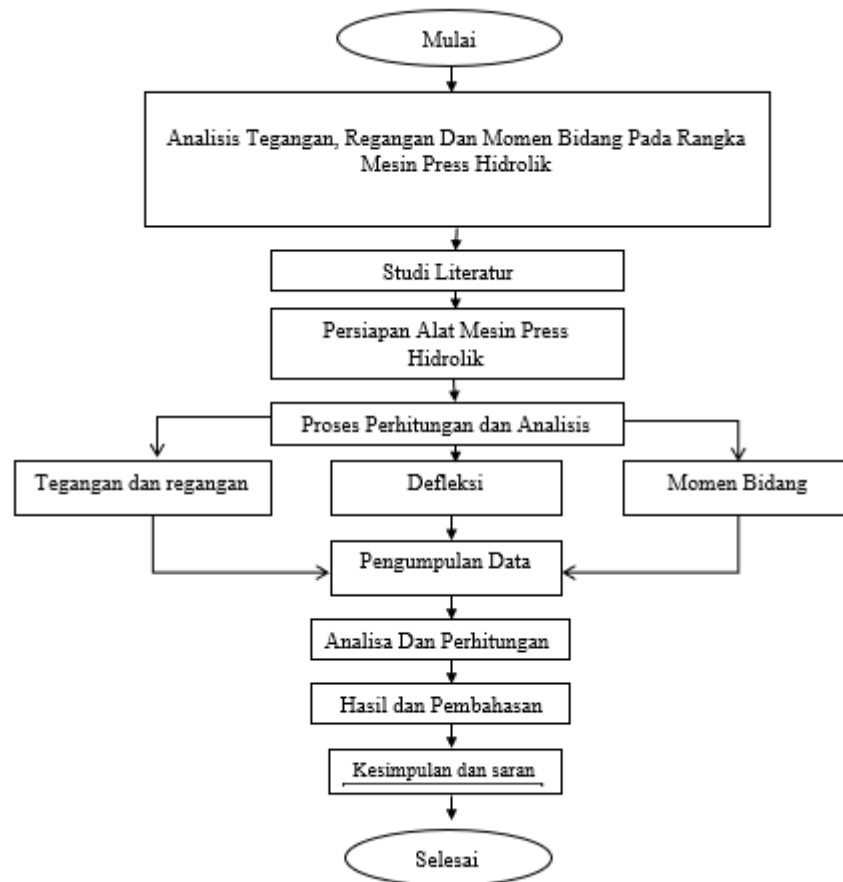 Mulai
Analisis Tegangan, Regangan Dan Momen Bidang Pada Rangka
Mesin Press Hidrolik
Studi Literatur
Persiapan Alat Mesin Press
Hidrolik
Proses Perhitungan dan Analisis
Tegangan dan regangan
Defleksi
Momen Bidang
Pengumpulan Data
Analisa Dan Perhitungan
Hasil dan Pembahasan
Kesimpulan dan saran
Selesai